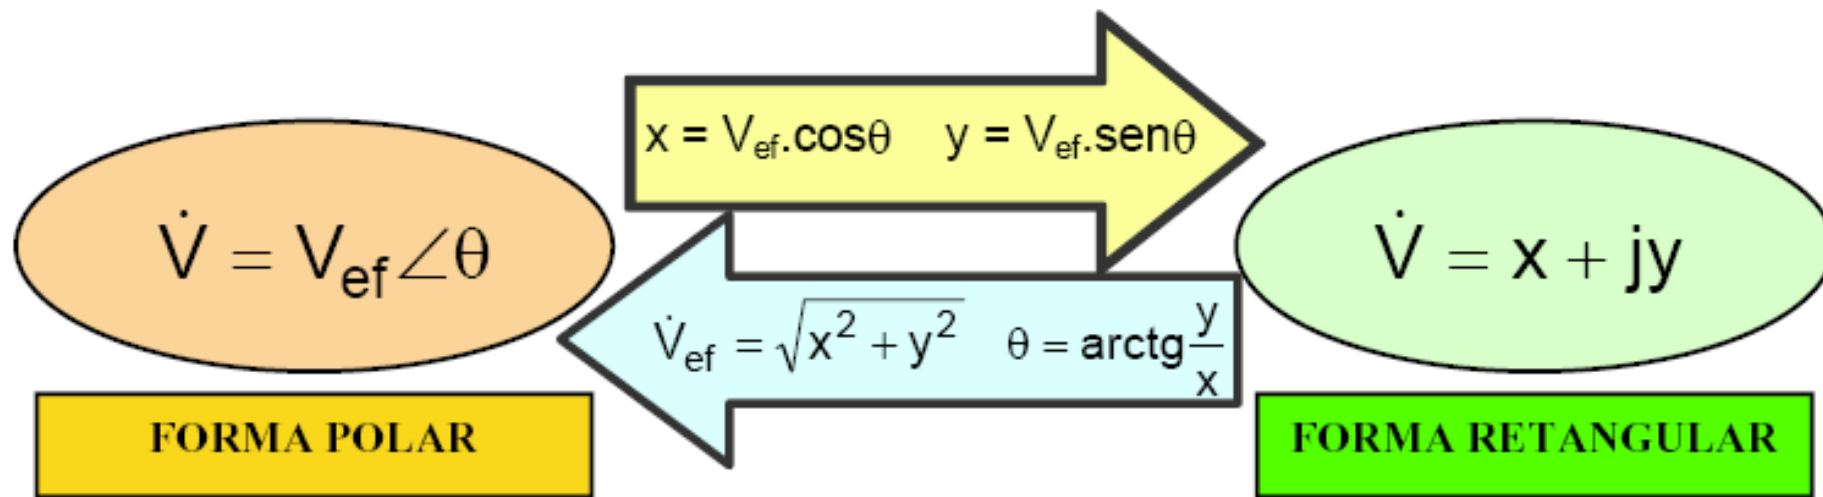 x = V_ef.cosθ y = V_ef.senθ
V̇ = V_ef∠θ
V̇ = x + jy
V̇_ef = √(x² + y²) θ = arctg y/x
FORMA POLAR
FORMA RETANGULAR